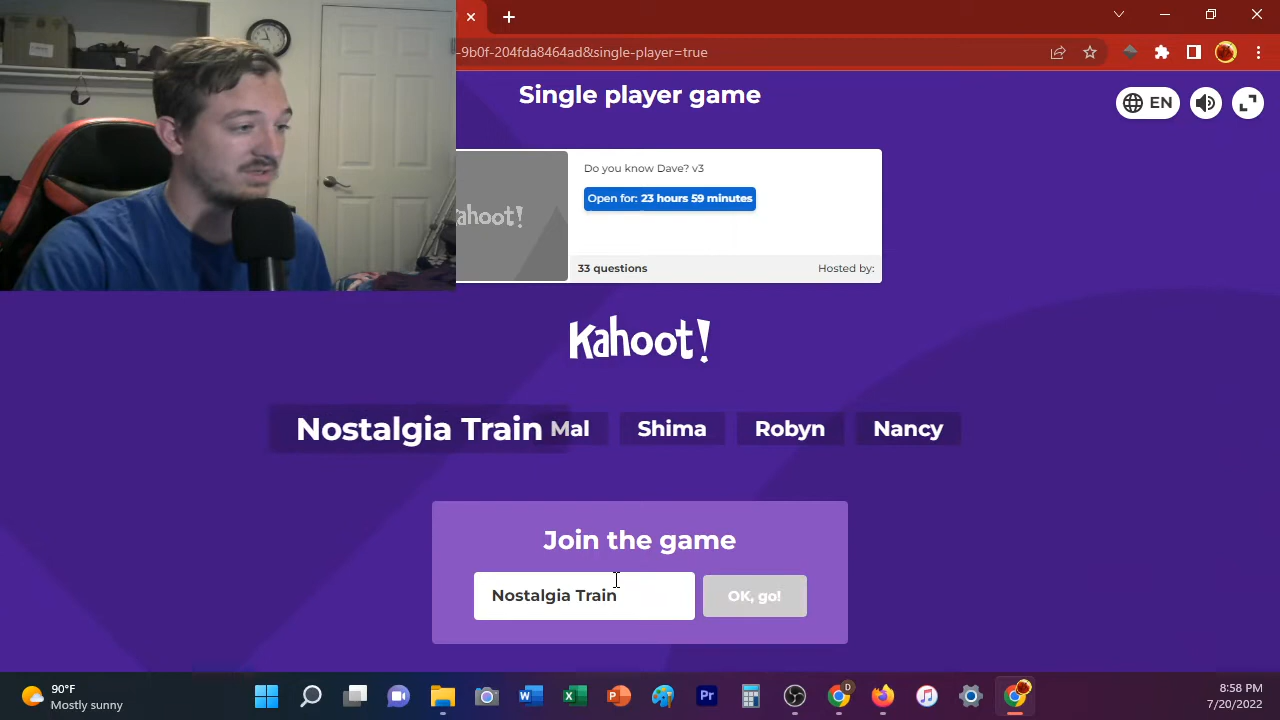 -9b0f-204fda8464ad&single-player=true
Single player game
EN
Do you know Dave? v3
Open for: 23 hours 59 minutes
ahoot!
33 questions
Hosted by:
Kahoot!
Nostalgia Train
Mal
Shima
Robyn
Nancy
Join the game
Nostalgia Train
OK, go!
90°F
Mostly sunny
Pr
D
8:58 PM
7/20/2022